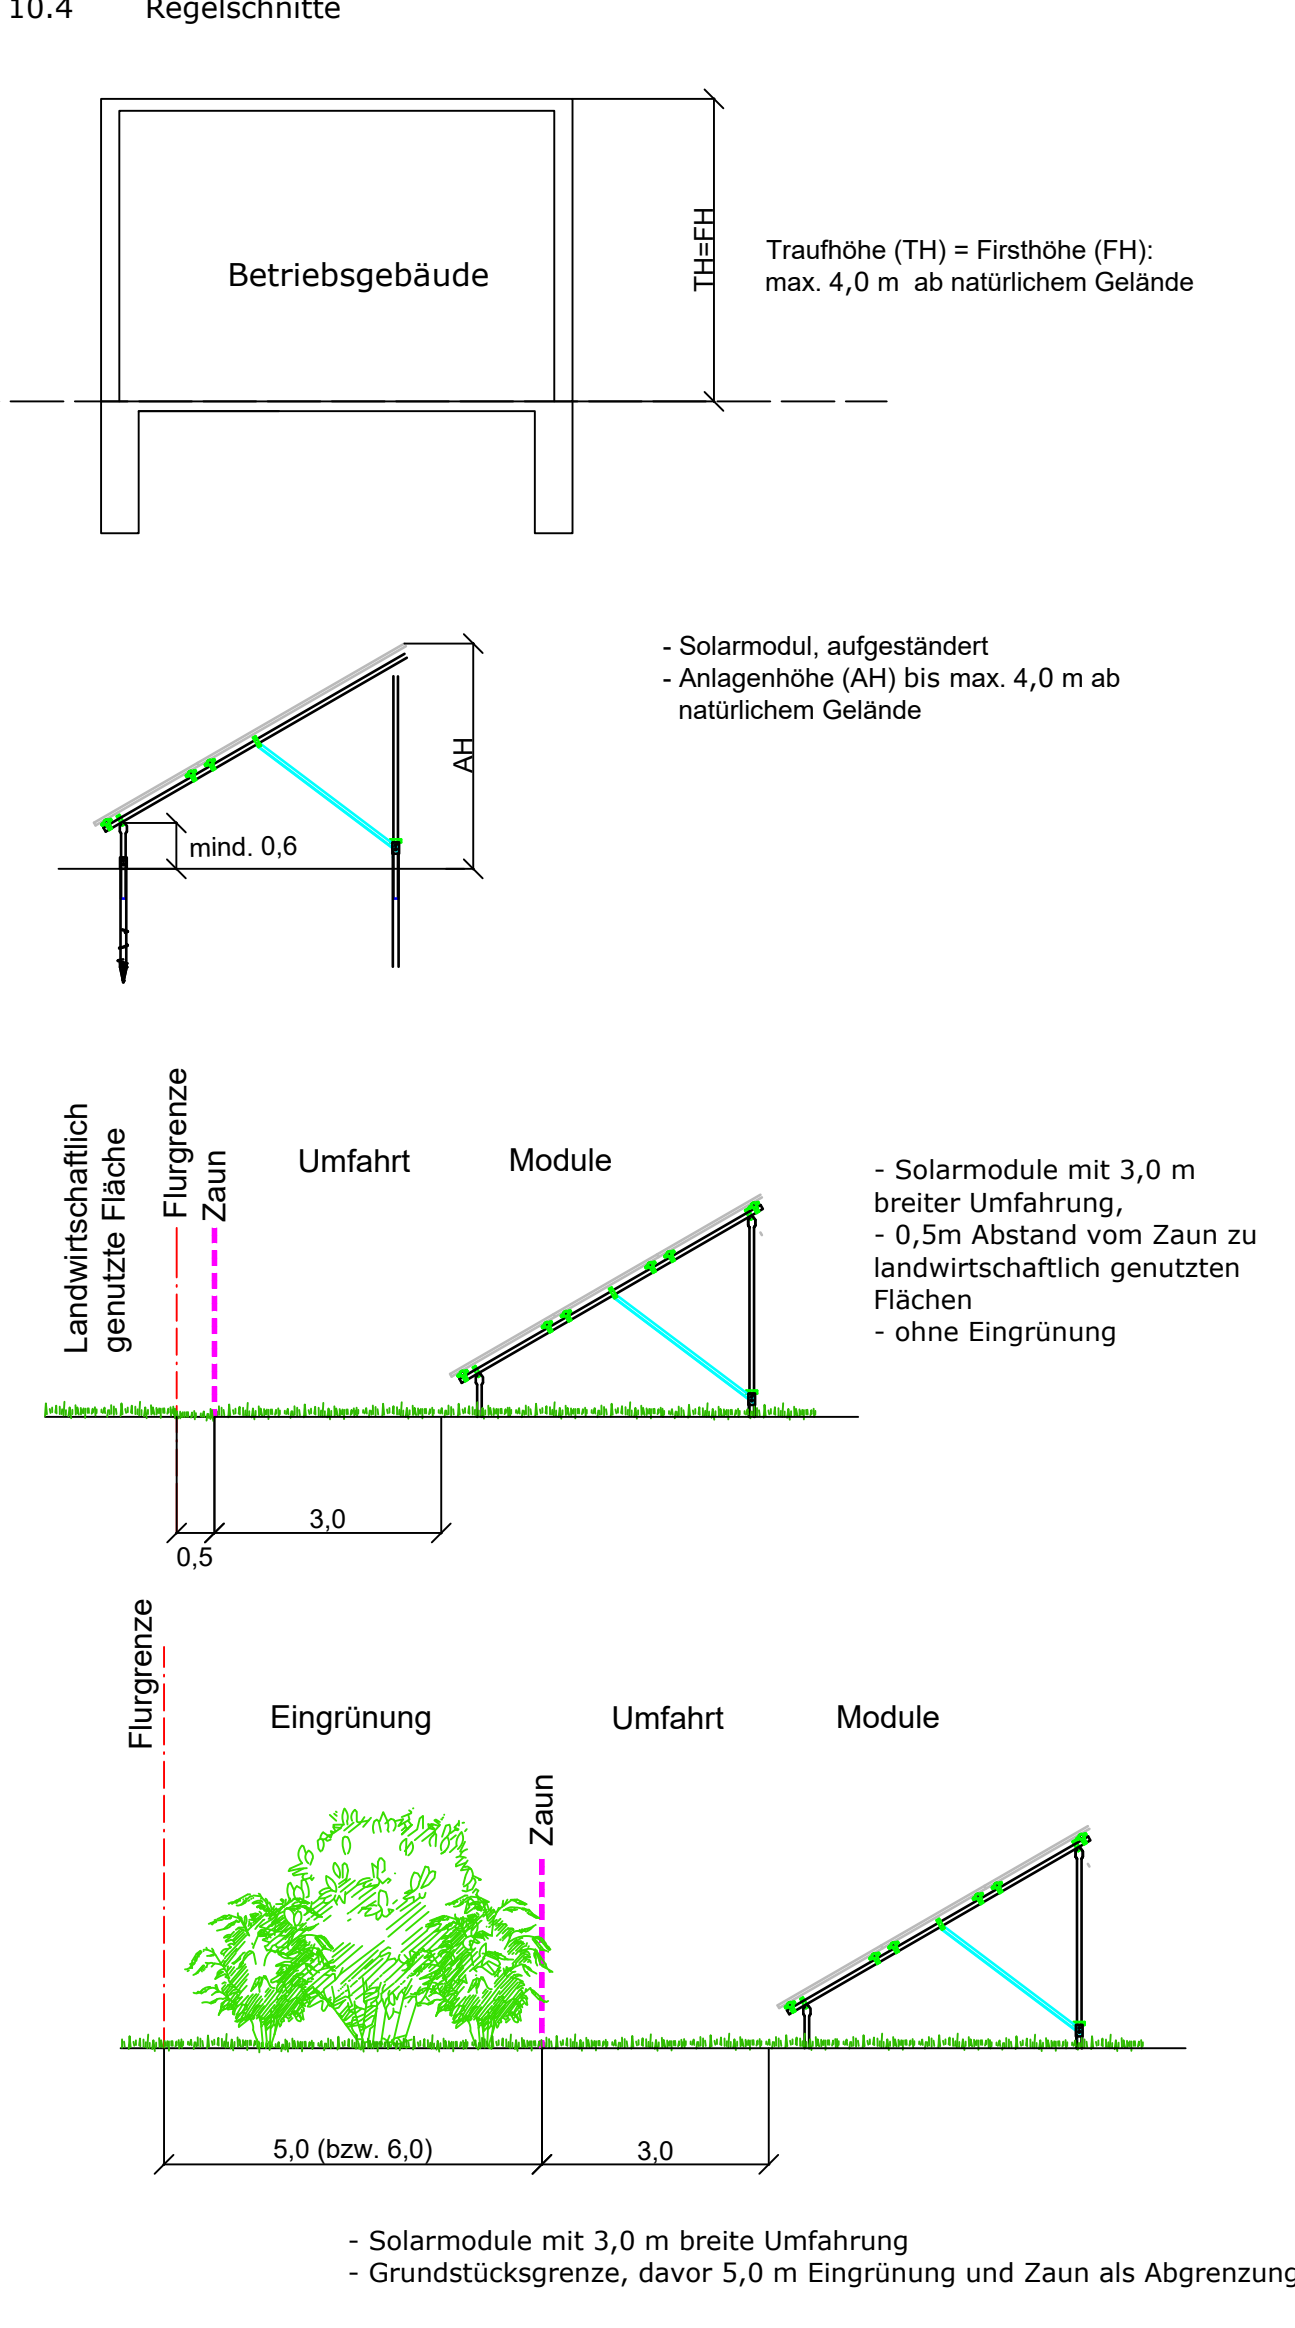 10.4 Regelschnitte
Betriebsgebäude
TH=FH
Traufhöhe (TH) = Firsthöhe (FH):
max. 4,0 m ab natürlichem Gelände
- Solarmodul, aufgeständert
- Anlagenhöhe (AH) bis max. 4,0 m ab
natürlichem Gelände
AH
mind. 0,6
Landwirtschaftlich
genutzte Fläche
Flurgrenze
Zaun
Umfahrt
Module
- Solarmodule mit 3,0 m
breiter Umfahrung,
- 0,5m Abstand vom Zaun zu
landwirtschaftlich genutzten
Flächen
- ohne Eingrünung
3,0
0,5
Flurgrenze
Eingrünung
Zaun
Umfahrt
Module
5,0 (bzw. 6,0)
3,0
- Solarmodule mit 3,0 m breite Umfahrung
- Grundstücksgrenze, davor 5,0 m Eingrünung und Zaun als Abgrenzung